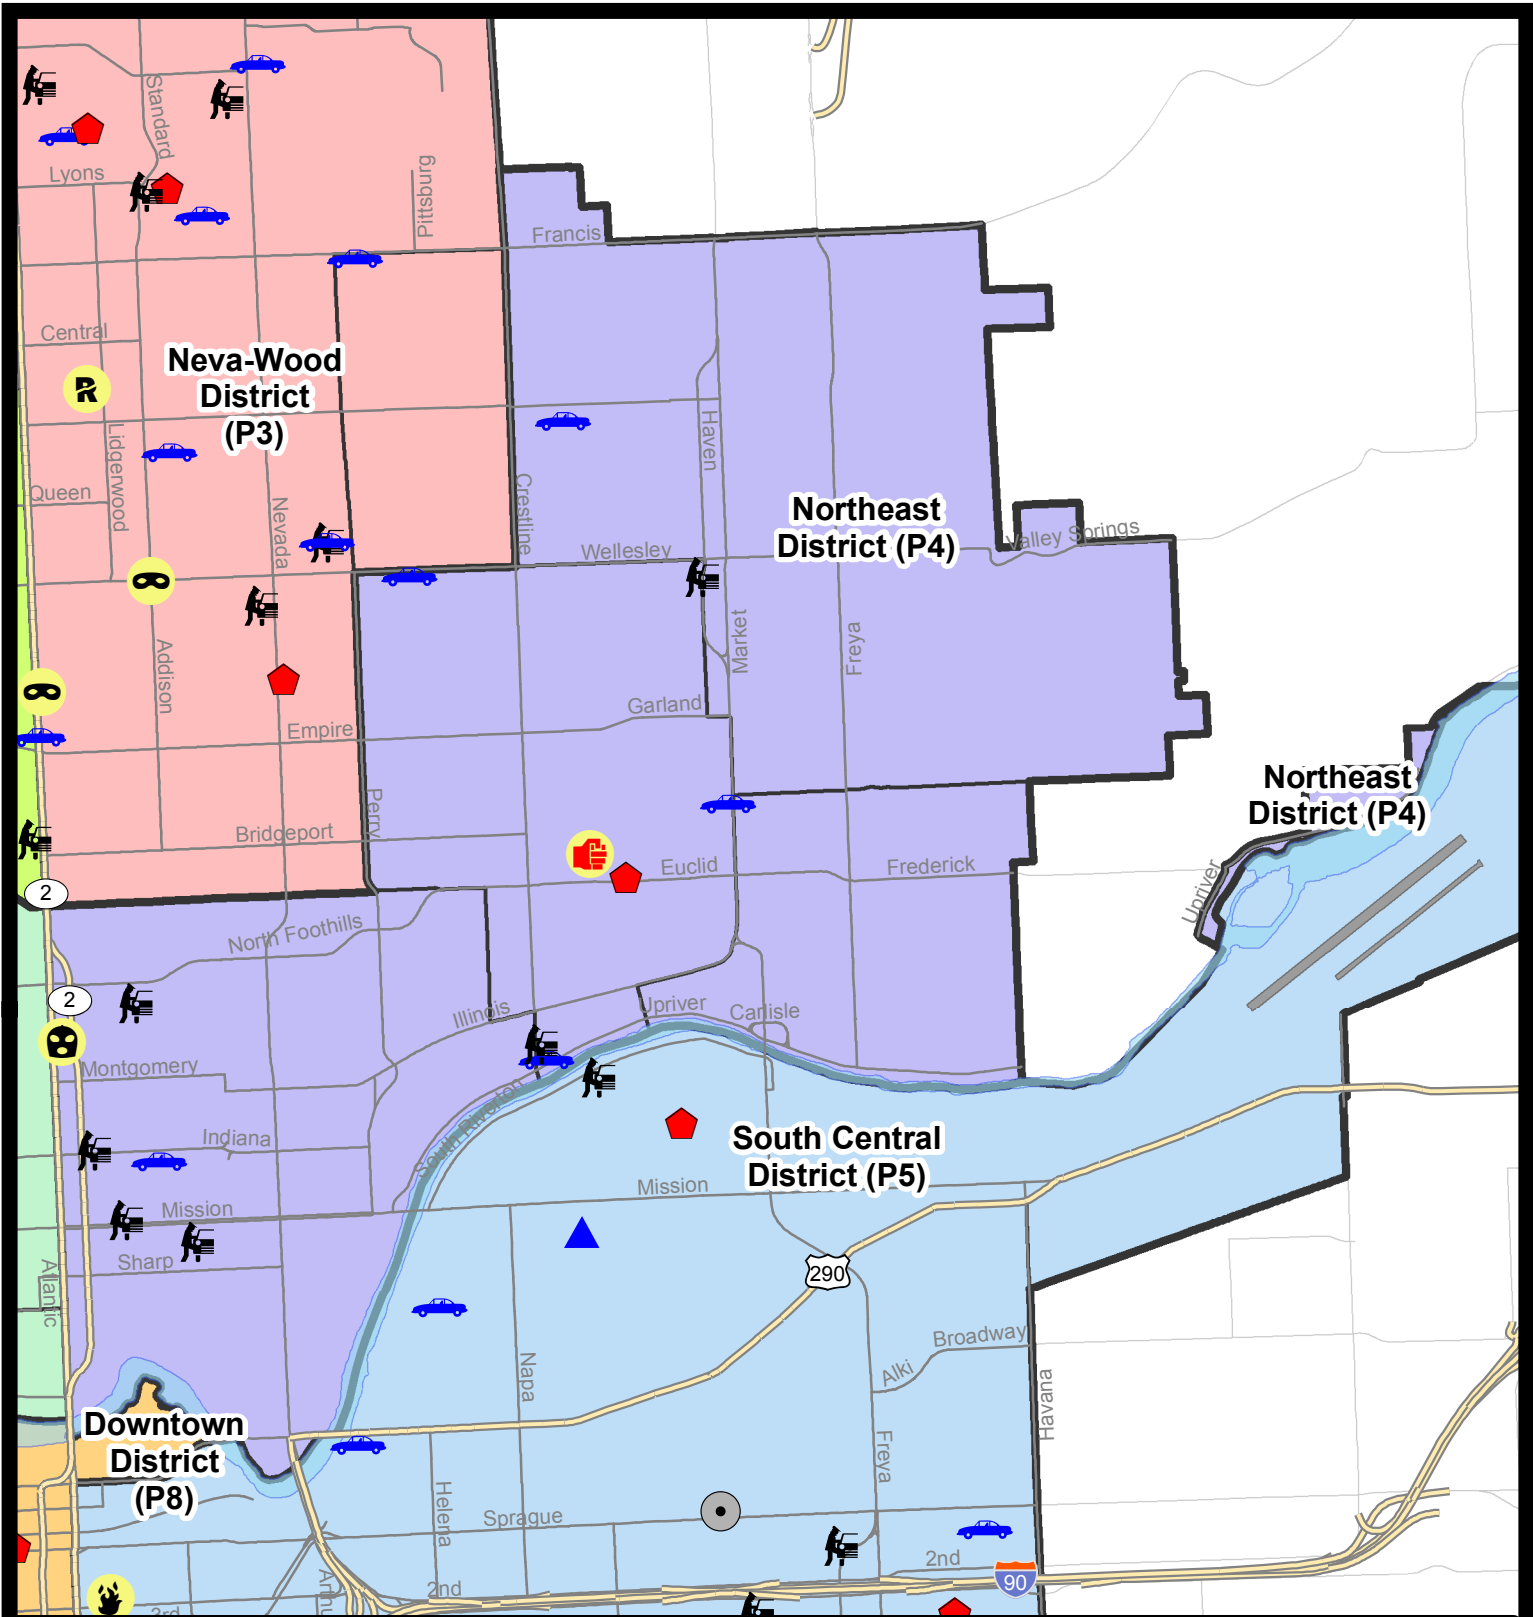 Standard
Lyons
Pittsburg
Francis
Central
Neva-Wood
District
(P3)
R
Lidgerwood
Haven
Queen
Nevada
Crestline
Northeast
District (P4)
Valley Springs
Wellesley
Addison
Market
Freya
Garland
Empire
Northeast
District (P4)
Perry
Bridgeport
Euclid
Frederick
Upriver
2
North Foothills
2
Illinois
Upriver
Carlisle
Montgomery
South Riverton
Indiana
South Central
District (P5)
Mission
Mission
Sharp
Atlantic
290
Broadway
Alki
Napa
Havana
Downtown
District
(P8)
Freya
Helena
Sprague
2nd
90
2nd
3rd